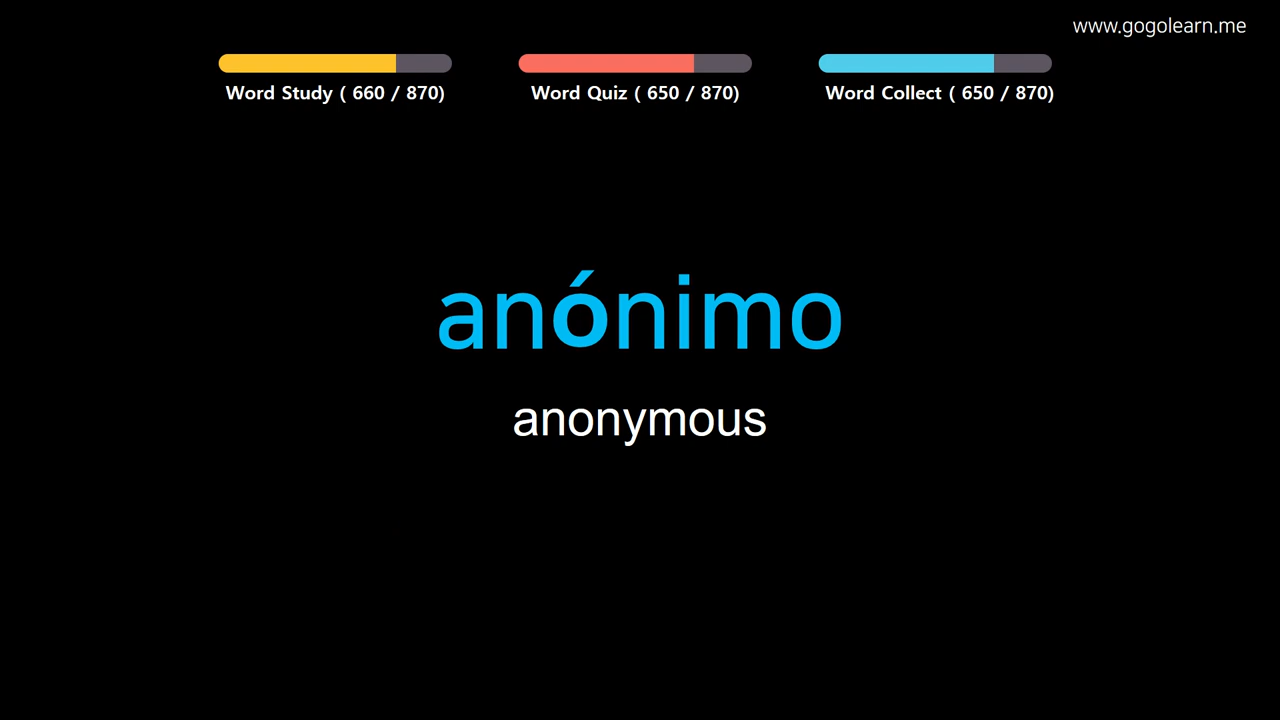 www.gogolearn.me
Word Study ( 660 / 870)
Word Quiz ( 650 / 870)
Word Collect ( 650 / 870)
anónimo
anonymous